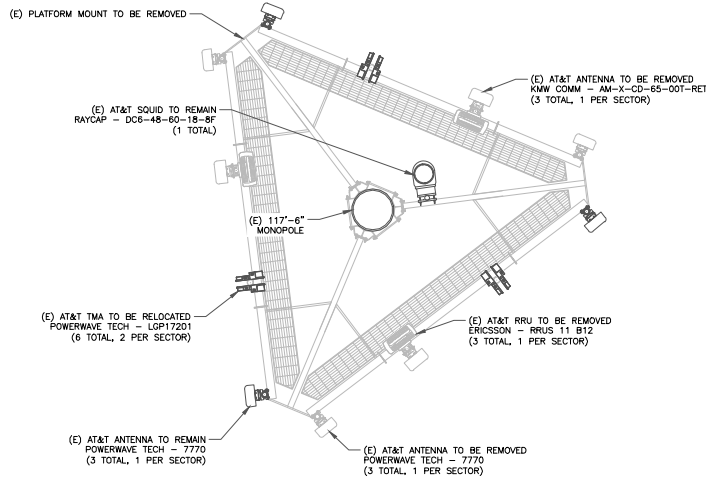 (E) PLATFORM MOUNT TO BE REMOVED
(E) AT&T ANTENNA TO BE REMOVED
KMW COMM - AM-X-CD-65-00T-RET
(3 TOTAL, 1 PER SECTOR)
(E) AT&T SQUID TO REMAIN
RAYCAP - DC6-48-60-18-8F
(1 TOTAL)
(E) 117'-6"
MONOPOLE
(E) AT&T TMA TO BE RELOCATED
POWERWAVE TECH - LGP17201
(6 TOTAL, 2 PER SECTOR)
(E) AT&T RRU TO BE REMOVED
ERICSSON - RRUS 11 B12
(3 TOTAL, 1 PER SECTOR)
(E) AT&T ANTENNA TO REMAIN
POWERWAVE TECH - 7770
(3 TOTAL, 1 PER SECTOR)
(E) AT&T ANTENNA TO BE REMOVED
POWERWAVE TECH - 7770
(3 TOTAL, 1 PER SECTOR)